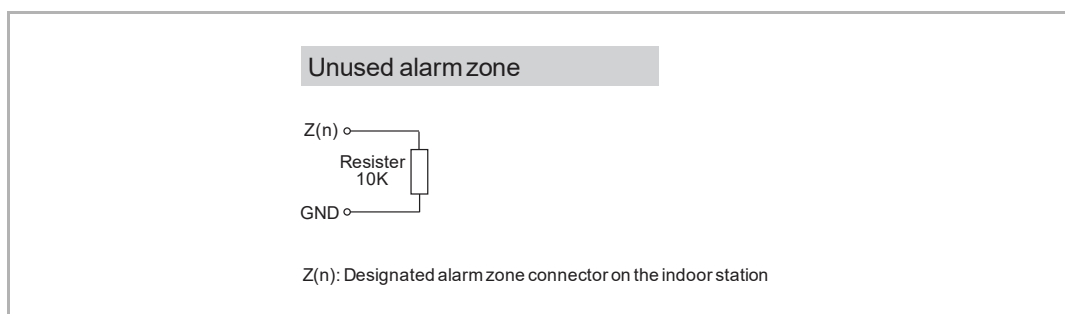 Unused alarm zone
Z(n)
Resister
10K
GND
Z(n): Designated alarm zone connector on the indoor station